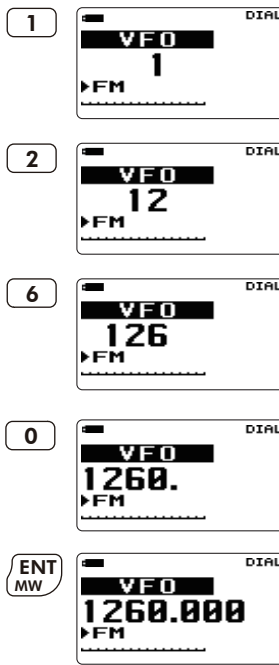 1
DIAL
VFO
1
▶FM
2
DIAL
VFO
12
▶FM
6
DIAL
VFO
126
▶FM
0
DIAL
VFO
1260.
▶FM
ENT
MW
DIAL
VFO
1260.000
▶FM